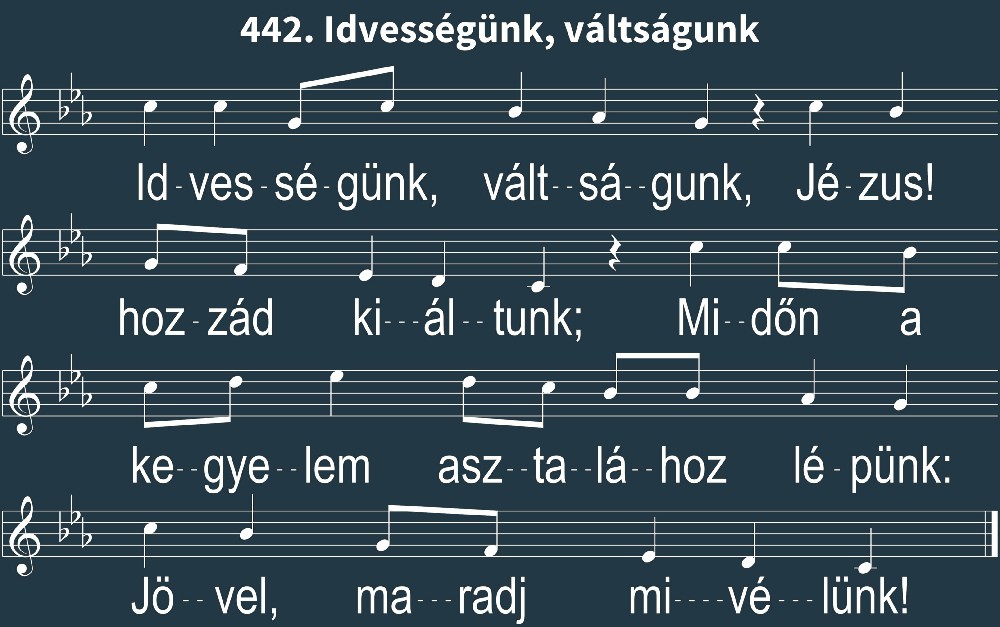 442. Idvességünk, váltságunk
Id-ves-sé-günk, vált--sá--gunk, Jé-zus!
hoz-zád ki---ál--tunk; Mi--dőn a
ke--gye--lem asz--ta--lá--hoz lé-pünk:
Jö--vel, ma---radj mi----vé---lünk!